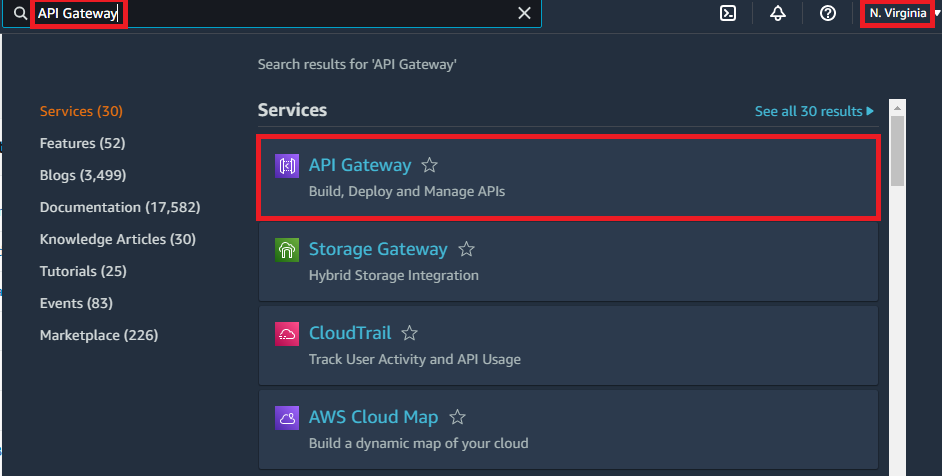 API Gateway
N. Virginia
Search results for 'API Gateway'
Services (30)
Features (52)
Blogs (3,499)
Documentation (17,582)
Knowledge Articles (30)
Tutorials (25)
Events (83)
Marketplace (226)
Services
See all 30 results
API Gateway
Build, Deploy and Manage APIs
Storage Gateway
Hybrid Storage Integration
CloudTrail
Track User Activity and API Usage
AWS Cloud Map
Build a dynamic map of your cloud